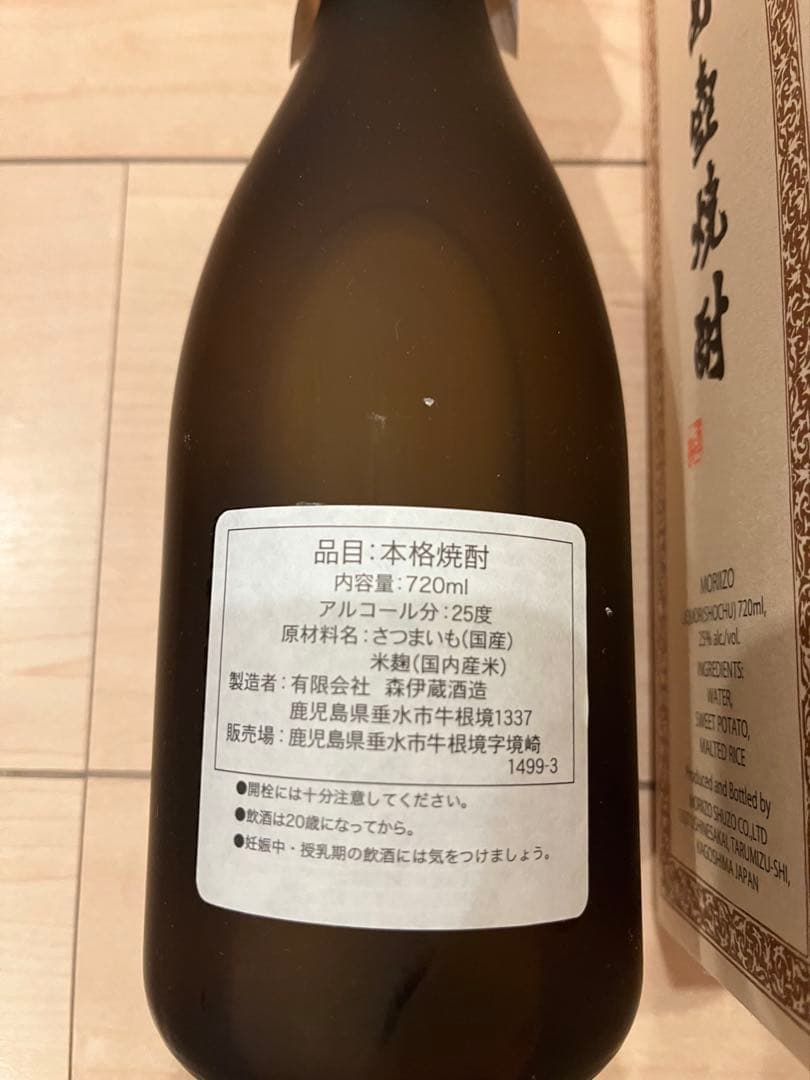 品目:本格焼酎
内容量:720ml
アルコール分:25度
原材料名:さつまいも(国産)
米麹(国内産米)
製造者:有限会社 森伊蔵酒造
鹿児島県垂水市牛根境1337
販売場:鹿児島県垂水市牛根境字境崎
1499-3
●開栓には十分注意してください。
●飲酒は20歳になってから。
●妊娠中・授乳期の飲酒には気をつけましょう。
壺焼酎
MORIIZO
(SHOCHU) 720ml,
25% alc./vol.
INGREDIENTS:
WATER,
SWEET POTATO,
MALTED RICE
Produced and Bottled by
MORIIZO SHUZO CO.,LTD
TARUMIZU-SHI,
KAGOSHIMA JAPAN